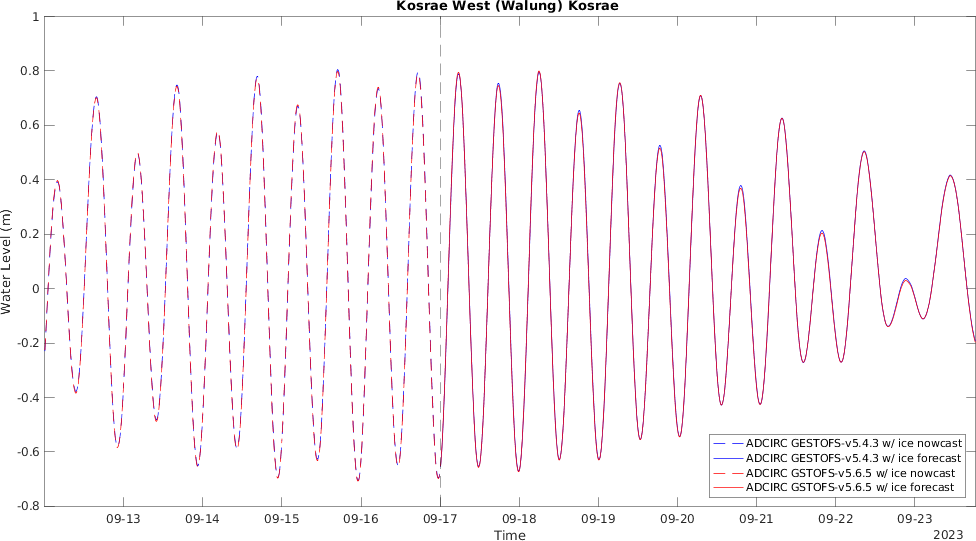 Kosrae West (Walung) Kosrae
1
0.8
0.6
0.4
0.2
0
-0.2
-0.4
-0.6
-0.8
Water Level (m)
ADCIRC GESTOFS-v5.4.3 w/ ice nowcast
ADCIRC GESTOFS-v5.4.3 w/ ice forecast
ADCIRC GSTOFS-v5.6.5 w/ ice nowcast
ADCIRC GSTOFS-v5.6.5 w/ ice forecast
09-13 09-14 09-15 09-16 09-17 09-18 09-19 09-20 09-21 09-22 09-23
Time
2023